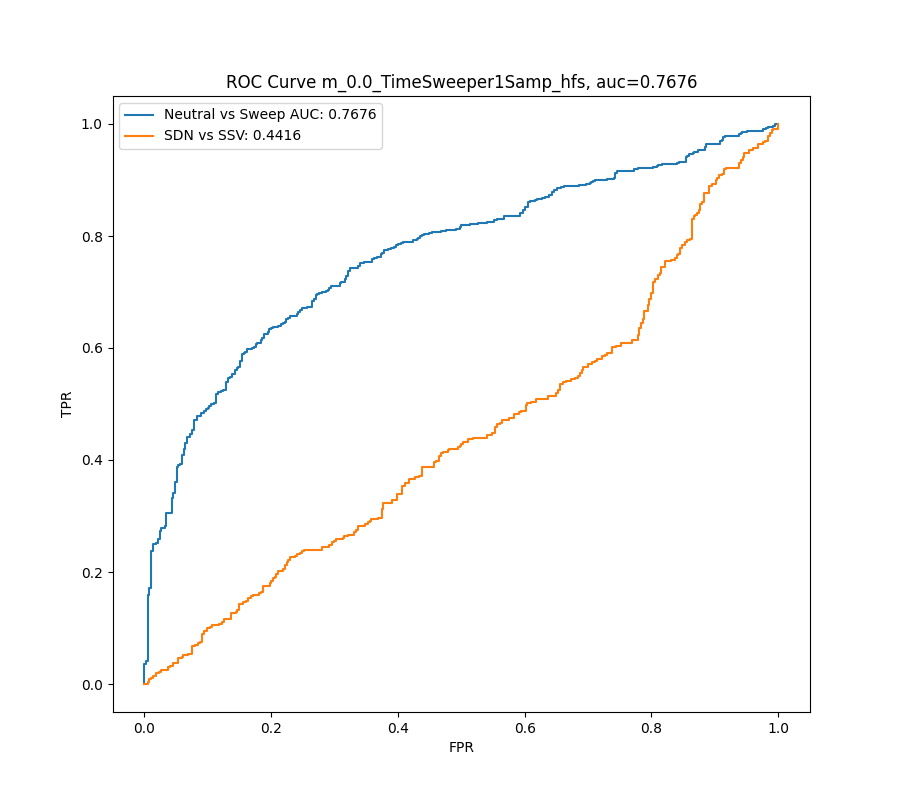 ROC Curve m_0.0_TimeSweeper1Samp_hfs, auc=0.7676
Neutral vs Sweep AUC: 0.7676
SDN vs SSV: 0.4416
1.0
0.8
0.6
0.4
0.2
0.0
TPR
0.0 0.2 0.4 0.6 0.8 1.0
FPR